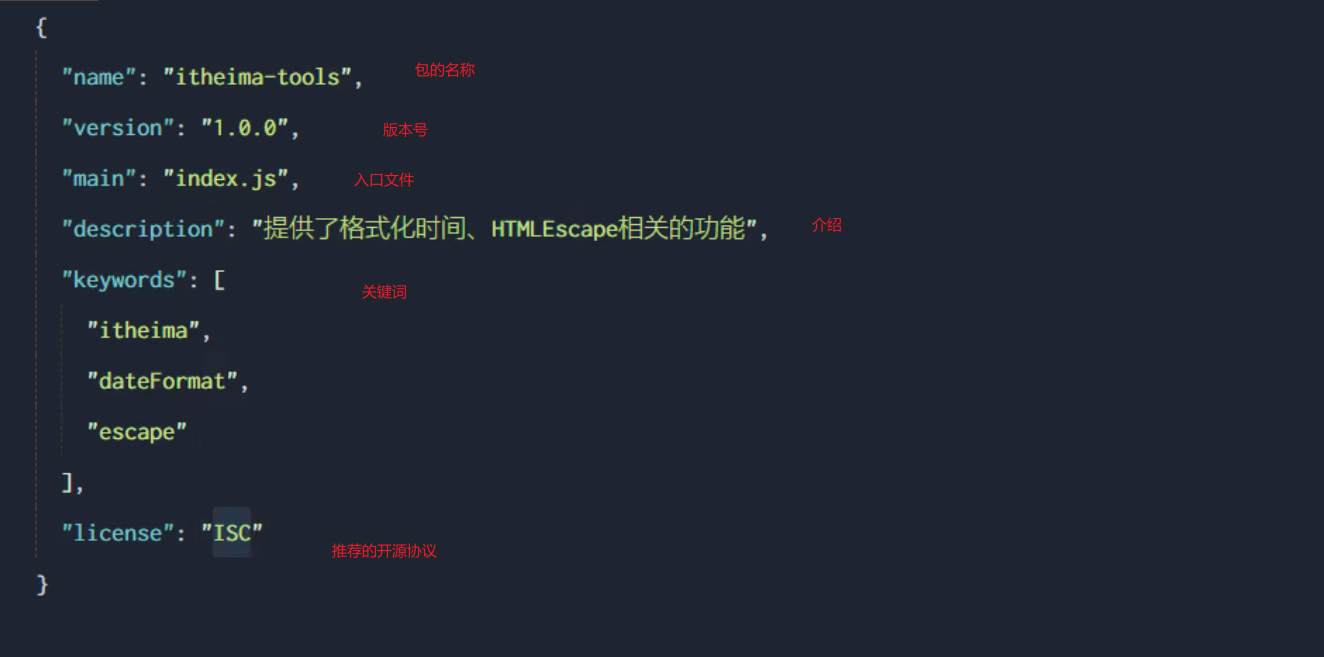 {
"name": "itheima-tools", 包的名称
"version": "1.0.0", 版本号
"main": "index.js", 入口文件
"description": "提供了格式化时间、HTMLEscape相关的功能", 介绍
"keywords": [ 关键词
"itheima",
"dateFormat",
"escape"
],
"license": "ISC" 推荐的开源协议
}